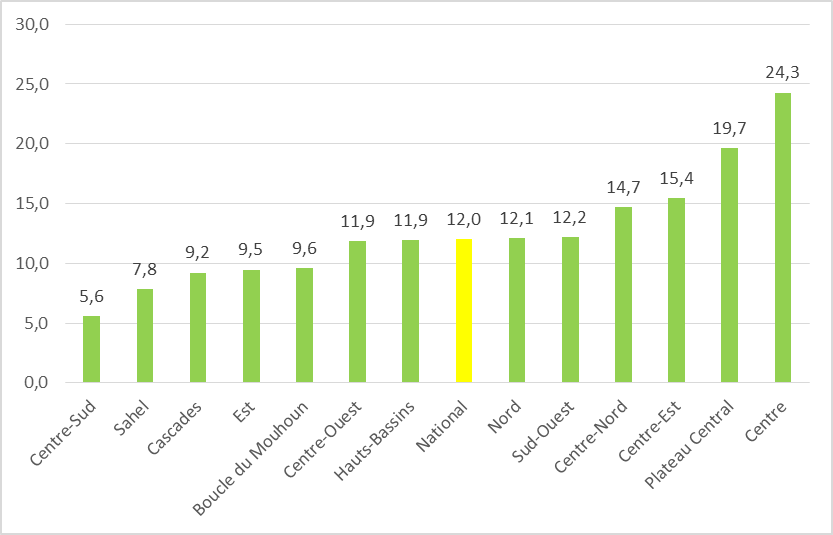 30,0
25,0
20,0
15,0
10,0
5,0
0,0
5,6
7,8
9,2
9,5
9,6
11,9
11,9
12,0
12,1
12,2
14,7
15,4
19,7
24,3
Centre-Sud
Sahel
Cascades
Est
Boucle du Mouhoun
Centre-Ouest
Hauts-Bassins
National
Nord
Sud-Ouest
Centre-Nord
Centre-Est
Plateau Central
Centre